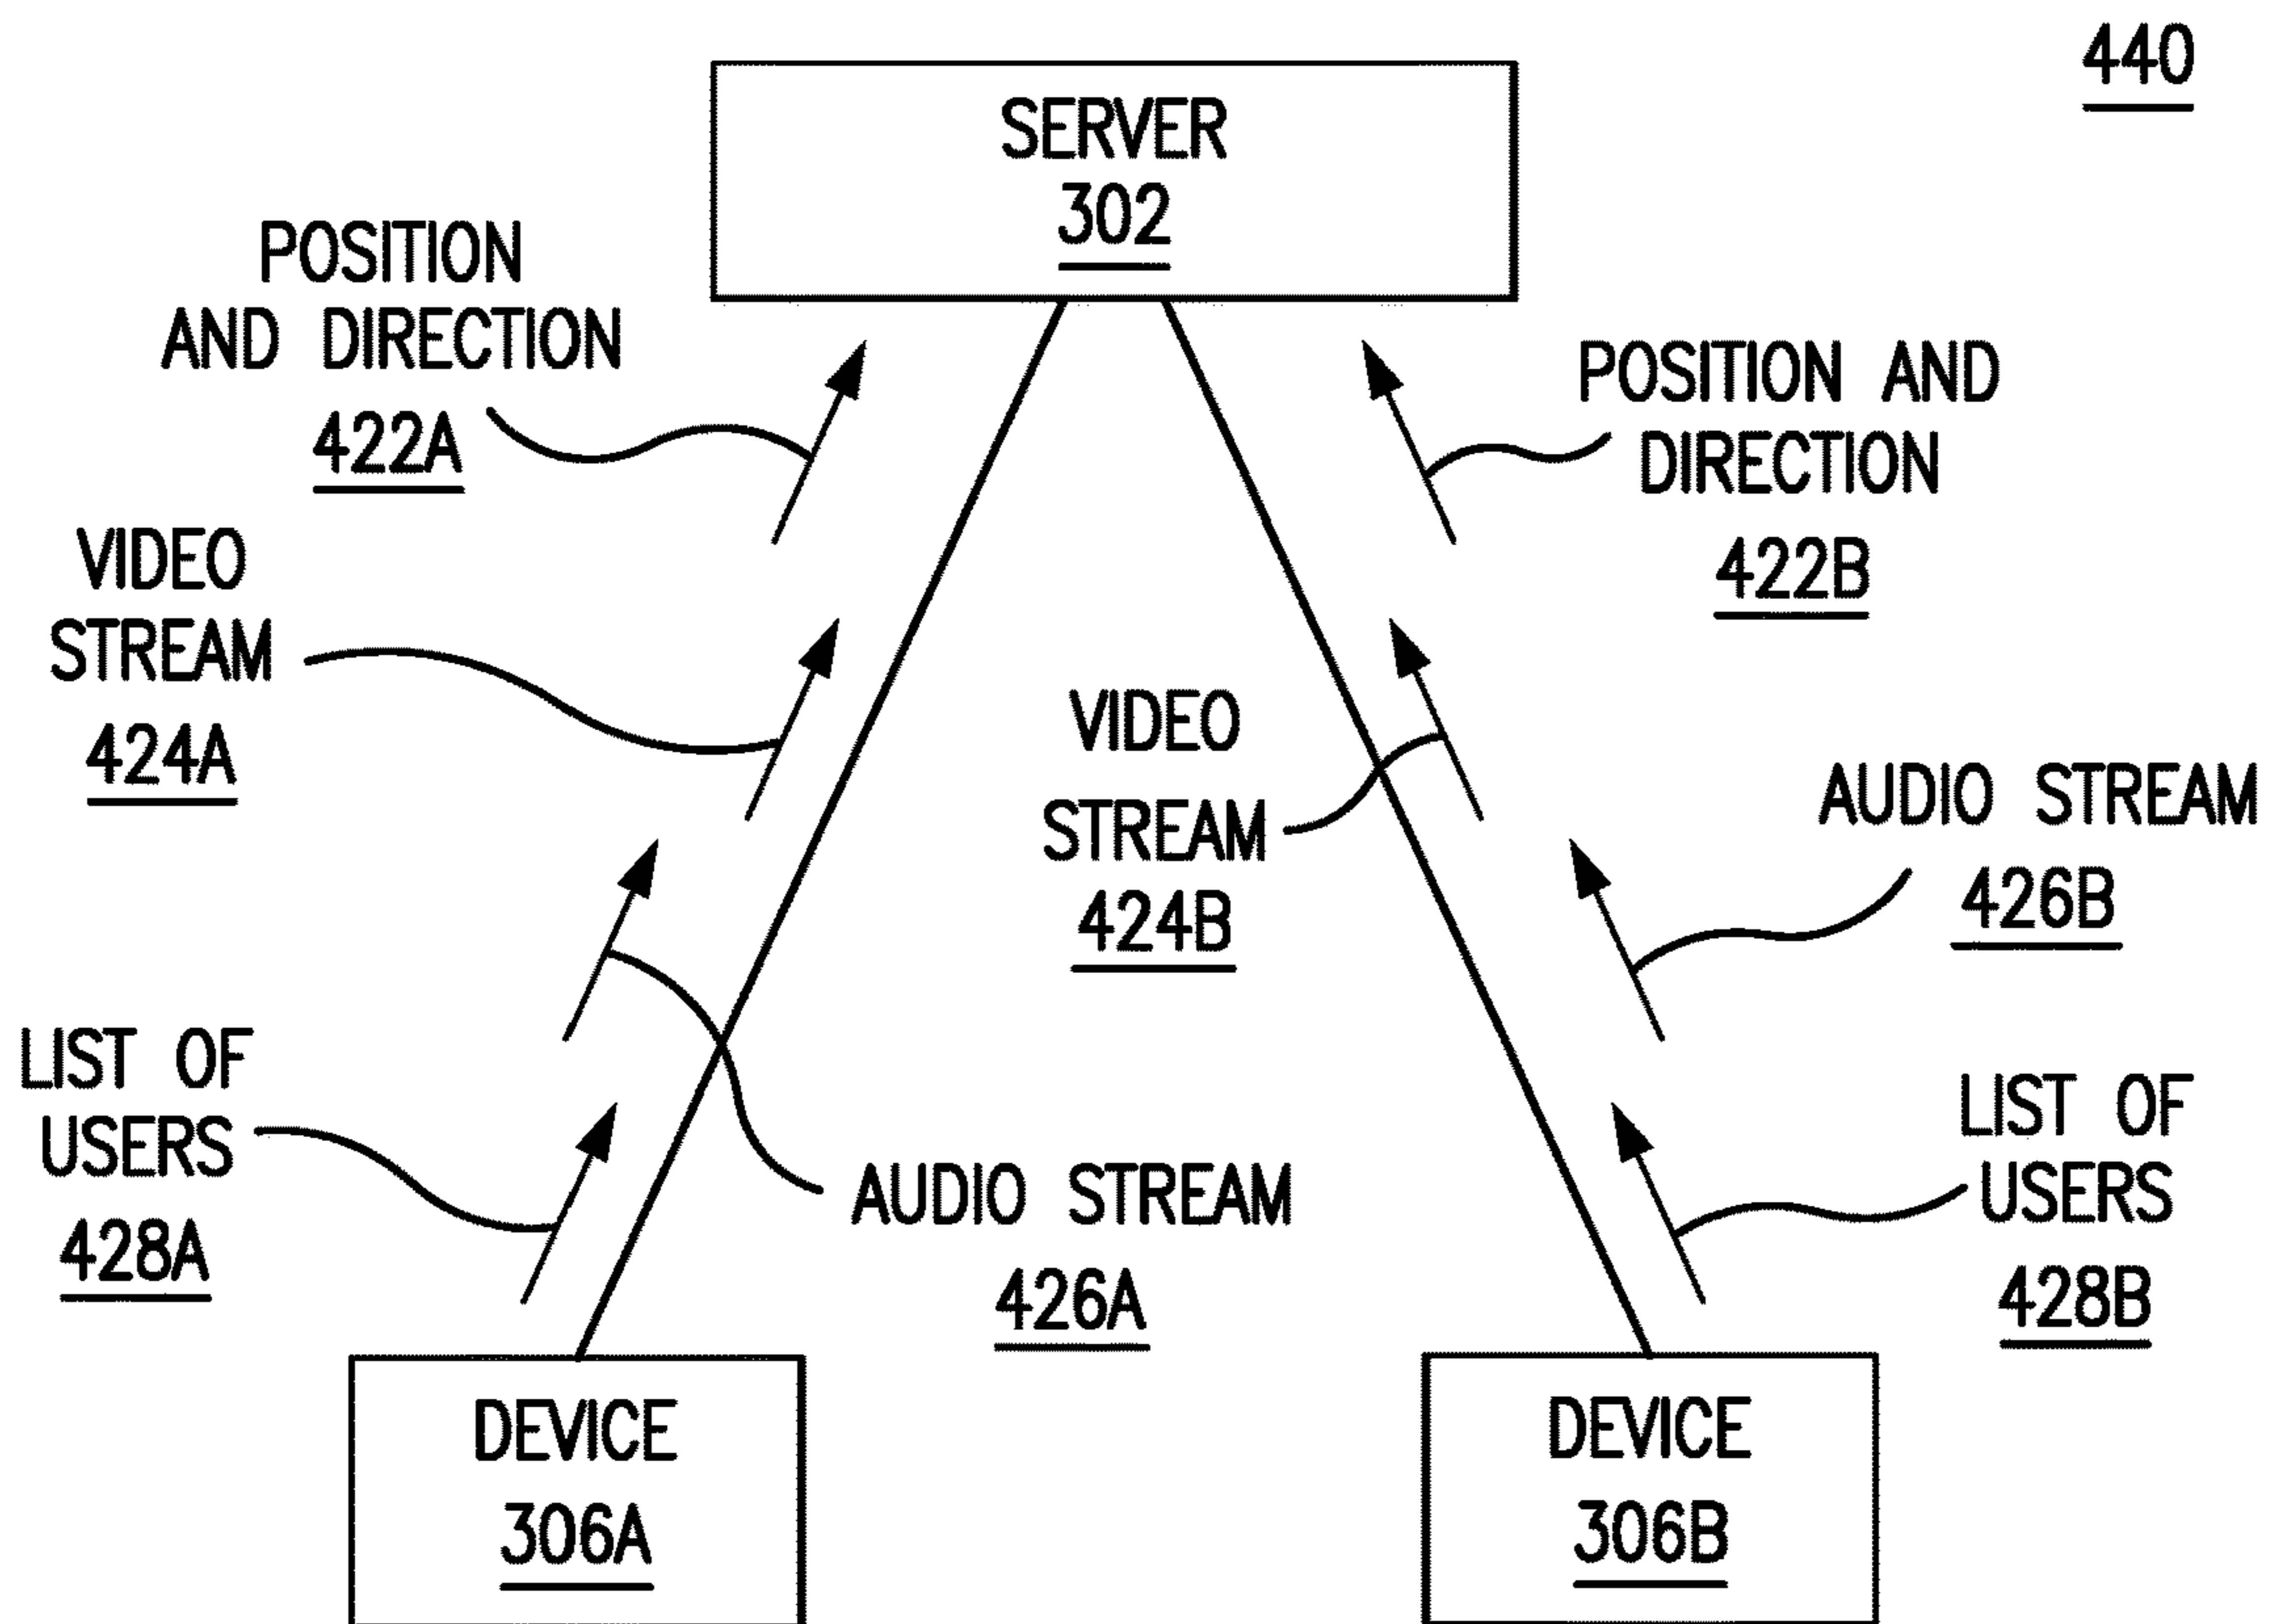 440
SERVER
302
POSITION
AND DIRECTION
422A
POSITION AND
DIRECTION
422B
VIDEO
STREAM
424A
VIDEO
STREAM
424B
AUDIO STREAM
426B
LIST OF
USERS
428A
AUDIO STREAM
426A
LIST OF
USERS
428B
DEVICE
306A
DEVICE
306B